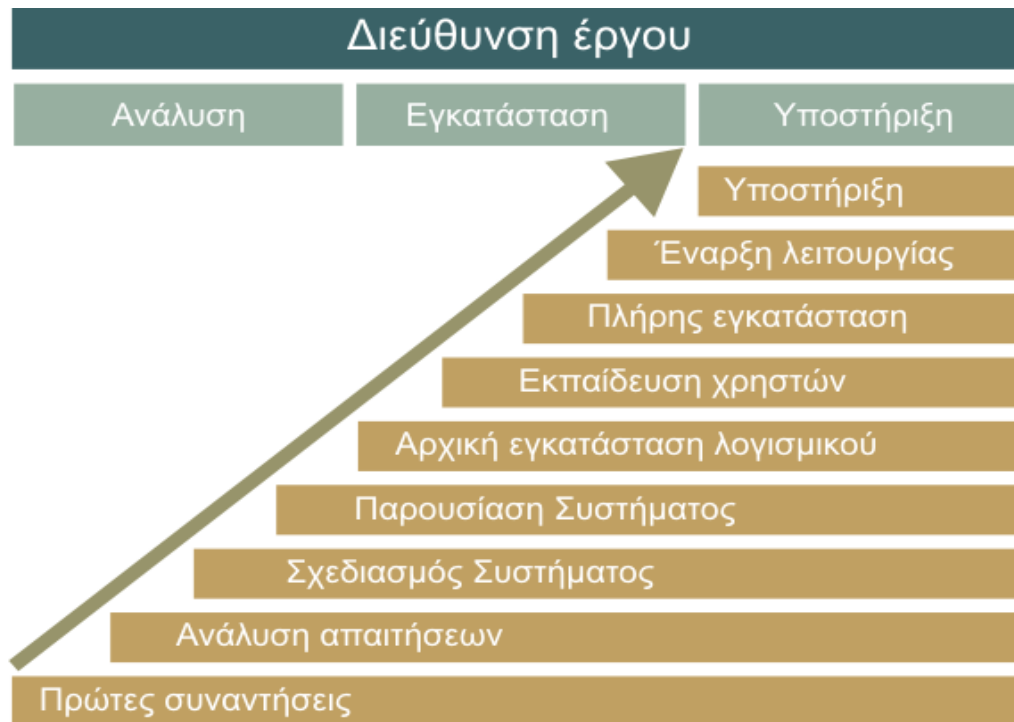 Διεύθυνση έργου
Ανάλυση
Εγκατάσταση
Υποστήριξη
Υποστήριξη
Έναρξη λειτουργίας
Πλήρης εγκατάσταση
Εκπαίδευση χρηστών
Αρχική εγκατάσταση λογισμικού
Παρουσίαση Συστήματος
Σχεδιασμός Συστήματος
Ανάλυση απαιτήσεων
Πρώτες συναντήσεις